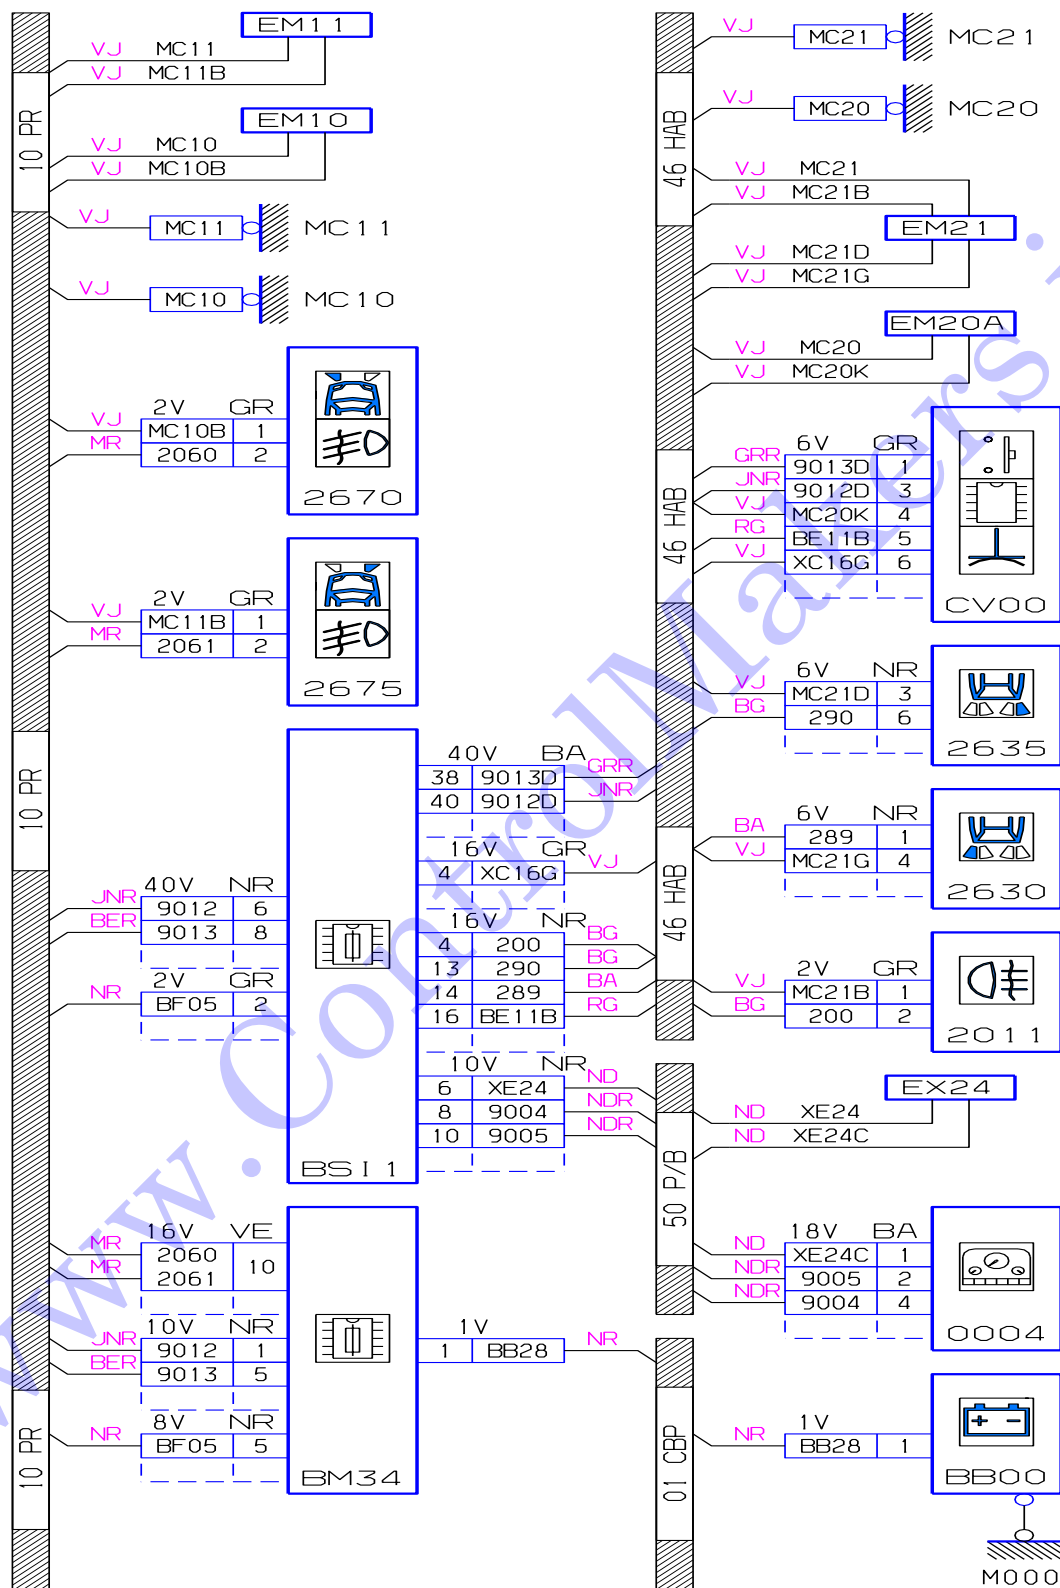 EM11
VJ MC11
VJ MC11B
10 PR
EM10
VJ MC10
VJ MC10B
VJ MC11 MC11
VJ MC10 MC10
2V GR
VJ MC10B 1
MR 2060 2
2670
2V GR
VJ MC11B 1
MR 2061 2
2675
10 PR
40V BA
38 9013D GRR
40 9012D JNR
16V GR
4 XC16G VJ
40V NR
JNR 9012 6
BER 9013 8
16V NR
4 200 BG
13 290 BG
14 289 BA
16 BE11B RG
2V GR
NR BF05 2
10V NR
6 XE24 ND
8 9004 NDR
10 9005 NDR
BSI1
16V VE
MR 2060
MR 2061
10
10V NR
JNR 9012 1
BER 9013 5
1V
1 BB28 NR
8V NR
NR BF05 5
BM34
10 PR
VJ MC21 MC21
VJ MC20 MC20
46 HAB
VJ MC21
VJ MC21B
EM21
VJ MC21D
VJ MC21G
EM20A
VJ MC20
VJ MC20K
6V GR
GRR 9013D 1
JNR 9012D 3
VJ MC20K 4
RG BE11B 5
VJ XC16G 6
CV00
46 HAB
6V NR
VJ MC21D 3
BG 290 6
2635
6V NR
BA 289 1
VJ MC21G 4
2630
46 HAB
2V GR
VJ MC21B 1
BG 200 2
2011
EX24
ND XE24
ND XE24C
50 P/B
18V BA
ND XE24C 1
NDR 9005 2
NDR 9004 4
0004
1V
NR BB28 1
BB00
01 CBP
M000
www.ControlMakers.i